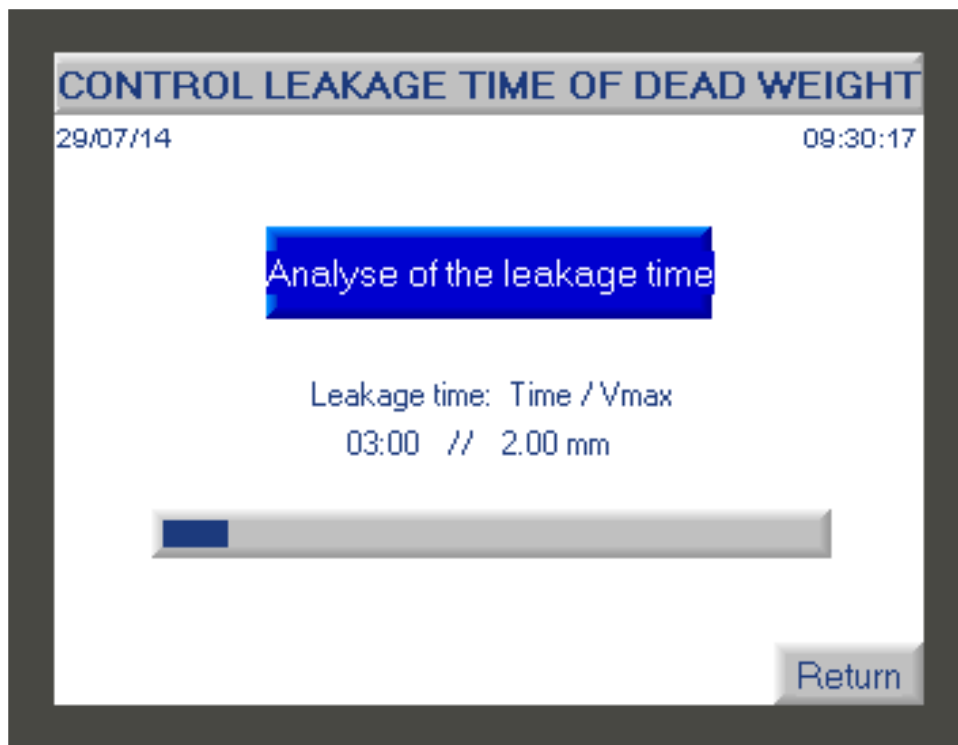 CONTROL LEAKAGE TIME OF DEAD WEIGHT
29/07/14 09:30:17
Analyse of the leakage time
Leakage time: Time / Vmax
03:00 // 2.00 mm
Return